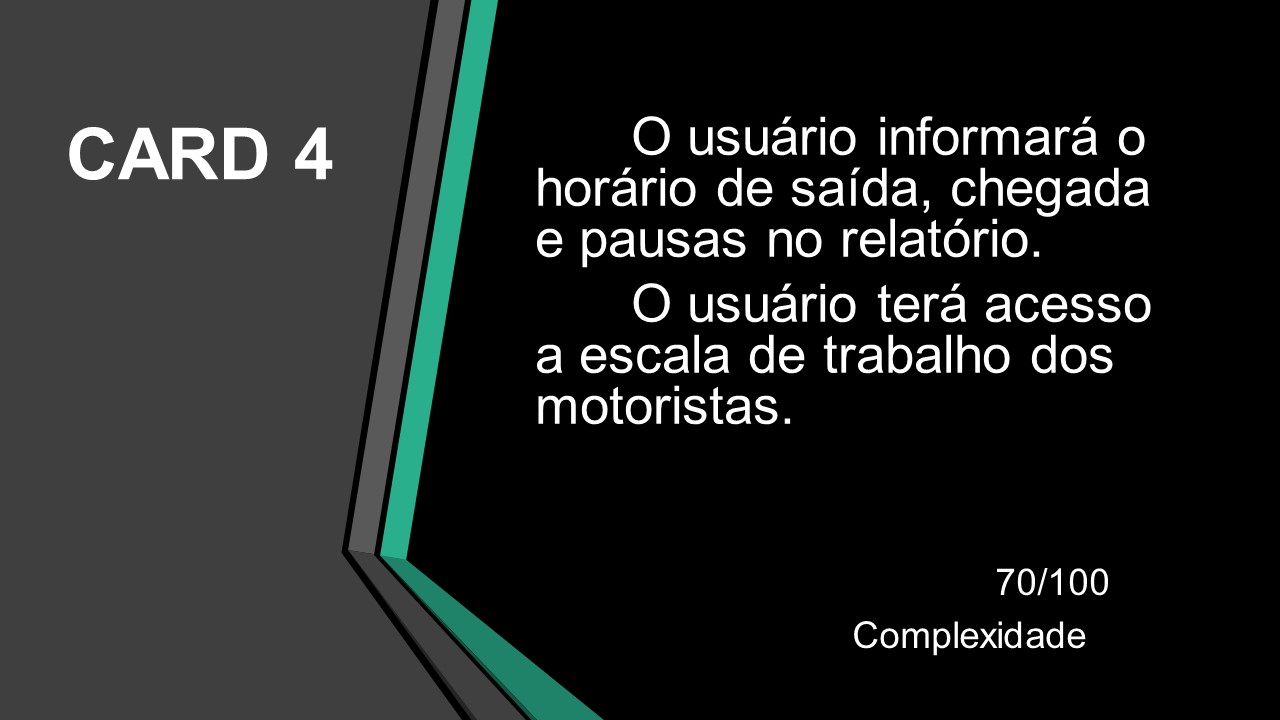 CARD 4
O usuário informará o
horário de saída, chegada
e pausas no relatório.
O usuário terá acesso
a escala de trabalho dos
motoristas.
70/100
Complexidade